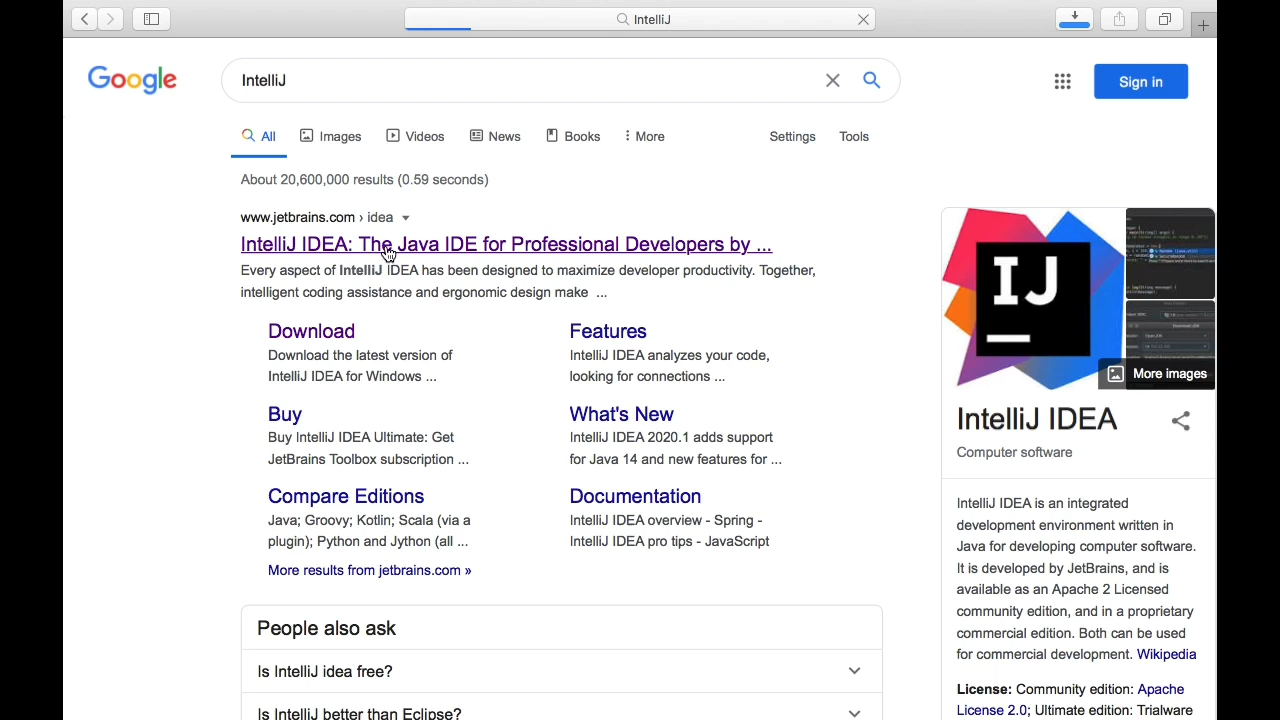 IntelliJ
Google
IntelliJ
Sign in
All
Images
Videos
News
Books
More
Settings
Tools
About 20,600,000 results (0.59 seconds)
www.jetbrains.com › idea
IntelliJ IDEA: The Java IDE for Professional Developers by ...
Every aspect of IntelliJ IDEA has been designed to maximize developer productivity. Together,
intelligent coding assistance and ergonomic design make ...
Download
Download the latest version of
IntelliJ IDEA for Windows ...
Features
IntelliJ IDEA analyzes your code,
looking for connections ...
Buy
Buy IntelliJ IDEA Ultimate: Get
JetBrains Toolbox subscription ...
What's New
IntelliJ IDEA 2020.1 adds support
for Java 14 and new features for ...
Compare Editions
Java; Groovy; Kotlin; Scala (via a
plugin); Python and Jython (all ...
Documentation
IntelliJ IDEA overview - Spring -
IntelliJ IDEA pro tips - JavaScript
More results from jetbrains.com »
People also ask
Is IntelliJ idea free?
Is IntelliJ better than Eclipse?
IJ
More images
IntelliJ IDEA
Computer software
IntelliJ IDEA is an integrated
development environment written in
Java for developing computer software.
It is developed by JetBrains, and is
available as an Apache 2 Licensed
community edition, and in a proprietary
commercial edition. Both can be used
for commercial development. Wikipedia
License: Community edition: Apache
License 2.0; Ultimate edition: Trialware